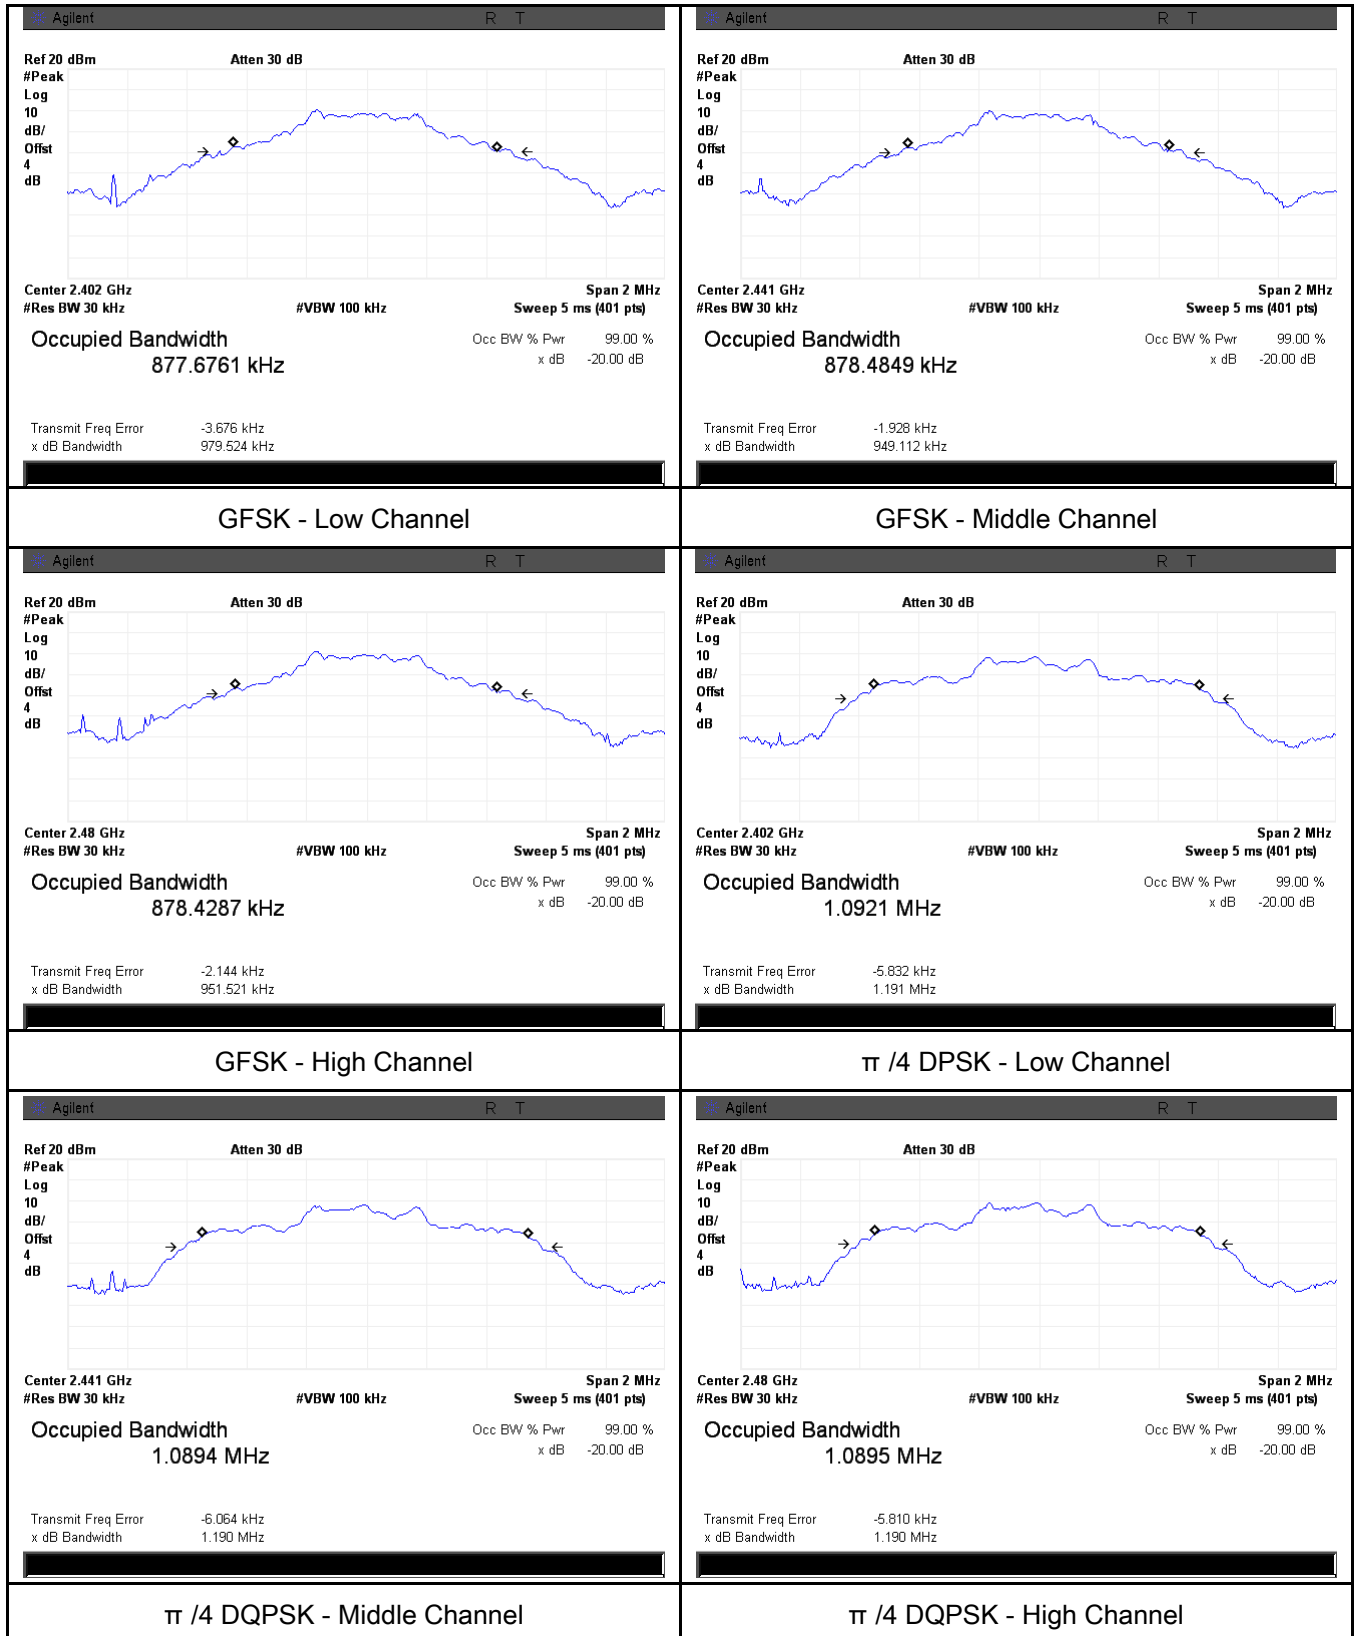 Agilent R T
Ref 20 dBm Atten 30 dB
#Peak
Log
10
dB/
Offst
4
dB
Center 2.402 GHz Span 2 MHz
#Res BW 30 kHz #VBW 100 kHz Sweep 5 ms (401 pts)
Occupied Bandwidth Occ BW % Pwr 99.00 %
877.6761 kHz x dB -20.00 dB
Transmit Freq Error -3.676 kHz
x dB Bandwidth 979.524 kHz
GFSK - Low Channel
Agilent R T
Ref 20 dBm Atten 30 dB
#Peak
Log
10
dB/
Offst
4
dB
Center 2.441 GHz Span 2 MHz
#Res BW 30 kHz #VBW 100 kHz Sweep 5 ms (401 pts)
Occupied Bandwidth Occ BW % Pwr 99.00 %
878.4849 kHz x dB -20.00 dB
Transmit Freq Error -1.928 kHz
x dB Bandwidth 949.112 kHz
GFSK - Middle Channel
Agilent R T
Ref 20 dBm Atten 30 dB
#Peak
Log
10
dB/
Offst
4
dB
Center 2.48 GHz Span 2 MHz
#Res BW 30 kHz #VBW 100 kHz Sweep 5 ms (401 pts)
Occupied Bandwidth Occ BW % Pwr 99.00 %
878.4287 kHz x dB -20.00 dB
Transmit Freq Error -2.144 kHz
x dB Bandwidth 951.521 kHz
GFSK - High Channel
Agilent R T
Ref 20 dBm Atten 30 dB
#Peak
Log
10
dB/
Offst
4
dB
Center 2.402 GHz Span 2 MHz
#Res BW 30 kHz #VBW 100 kHz Sweep 5 ms (401 pts)
Occupied Bandwidth Occ BW % Pwr 99.00 %
1.0921 MHz x dB -20.00 dB
Transmit Freq Error -5.832 kHz
x dB Bandwidth 1.191 MHz
π /4 DPSK - Low Channel
Agilent R T
Ref 20 dBm Atten 30 dB
#Peak
Log
10
dB/
Offst
4
dB
Center 2.441 GHz Span 2 MHz
#Res BW 30 kHz #VBW 100 kHz Sweep 5 ms (401 pts)
Occupied Bandwidth Occ BW % Pwr 99.00 %
1.0894 MHz x dB -20.00 dB
Transmit Freq Error -6.064 kHz
x dB Bandwidth 1.190 MHz
π /4 DQPSK - Middle Channel
Agilent R T
Ref 20 dBm Atten 30 dB
#Peak
Log
10
dB/
Offst
4
dB
Center 2.48 GHz Span 2 MHz
#Res BW 30 kHz #VBW 100 kHz Sweep 5 ms (401 pts)
Occupied Bandwidth Occ BW % Pwr 99.00 %
1.0895 MHz x dB -20.00 dB
Transmit Freq Error -5.810 kHz
x dB Bandwidth 1.190 MHz
π /4 DQPSK - High Channel